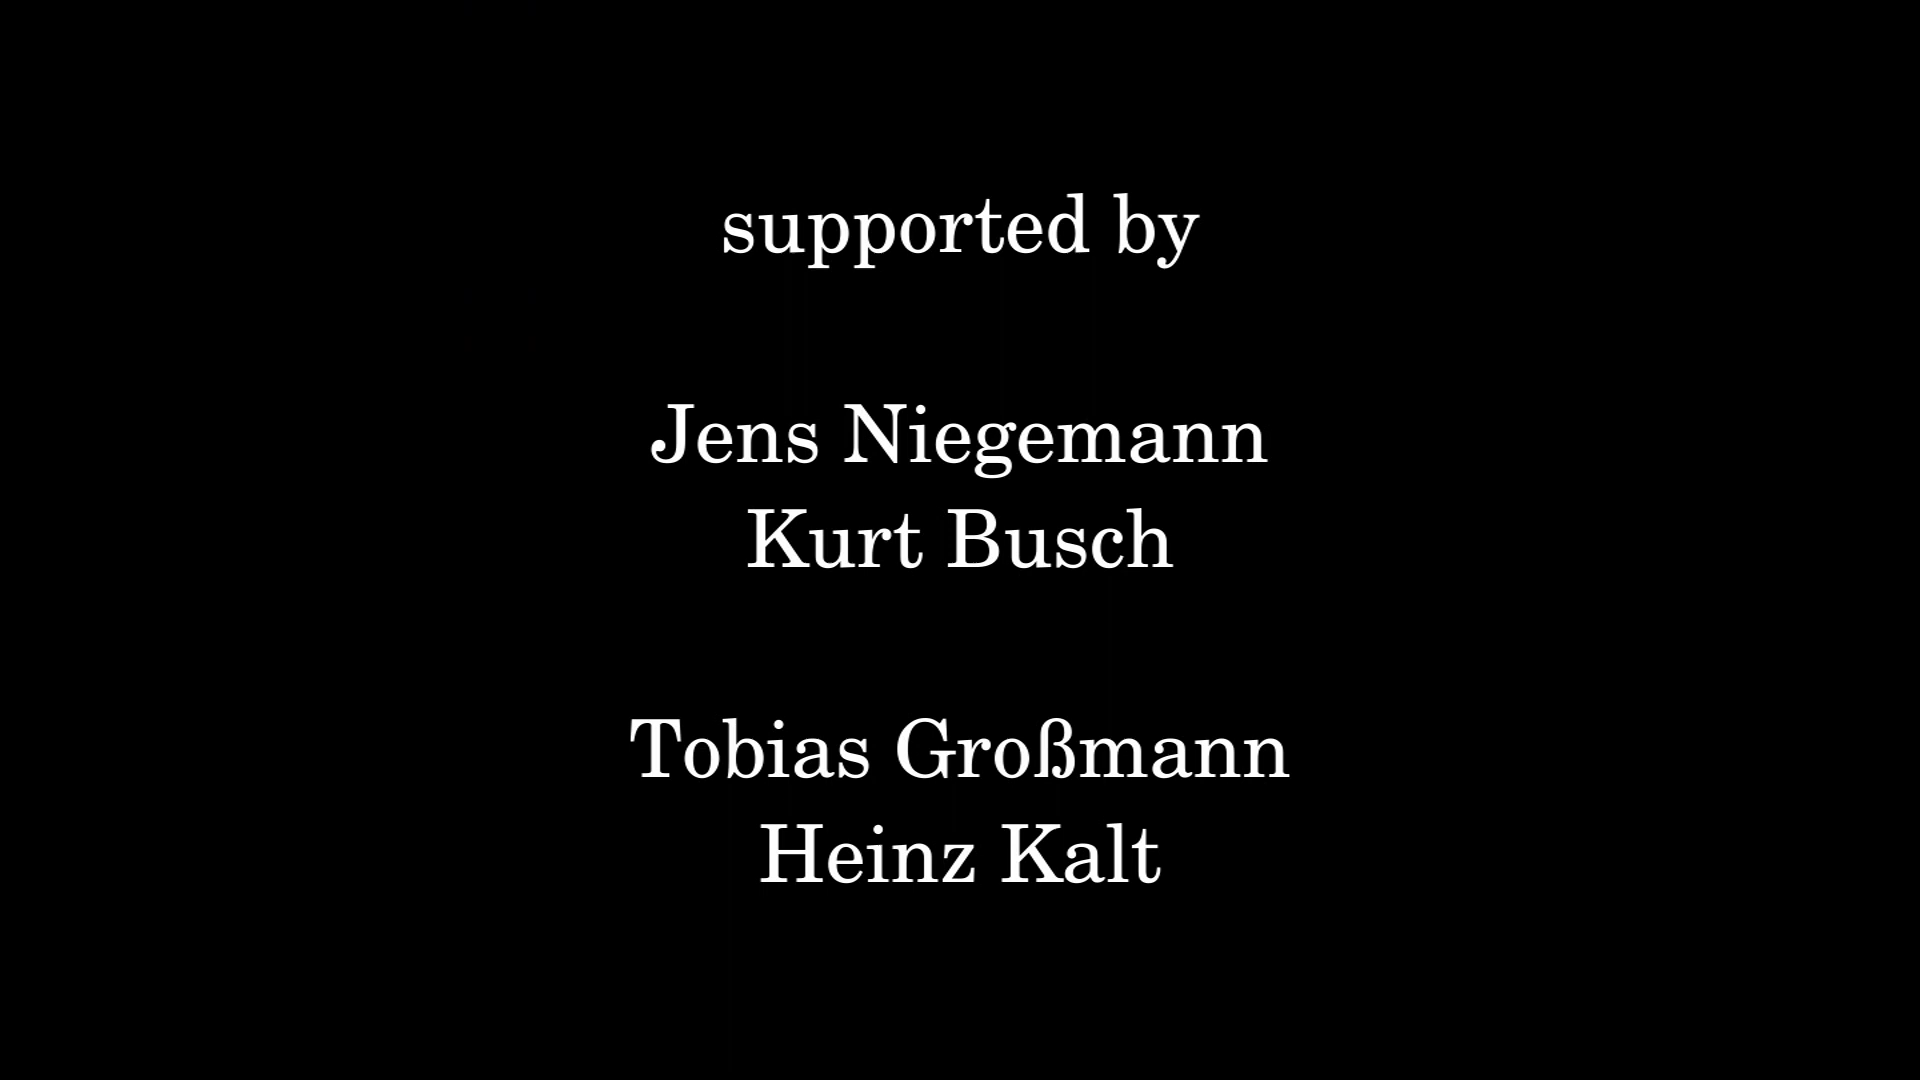 supported by
Jens Niegemann
Kurt Busch
Tobias Großmann
Heinz Kalt